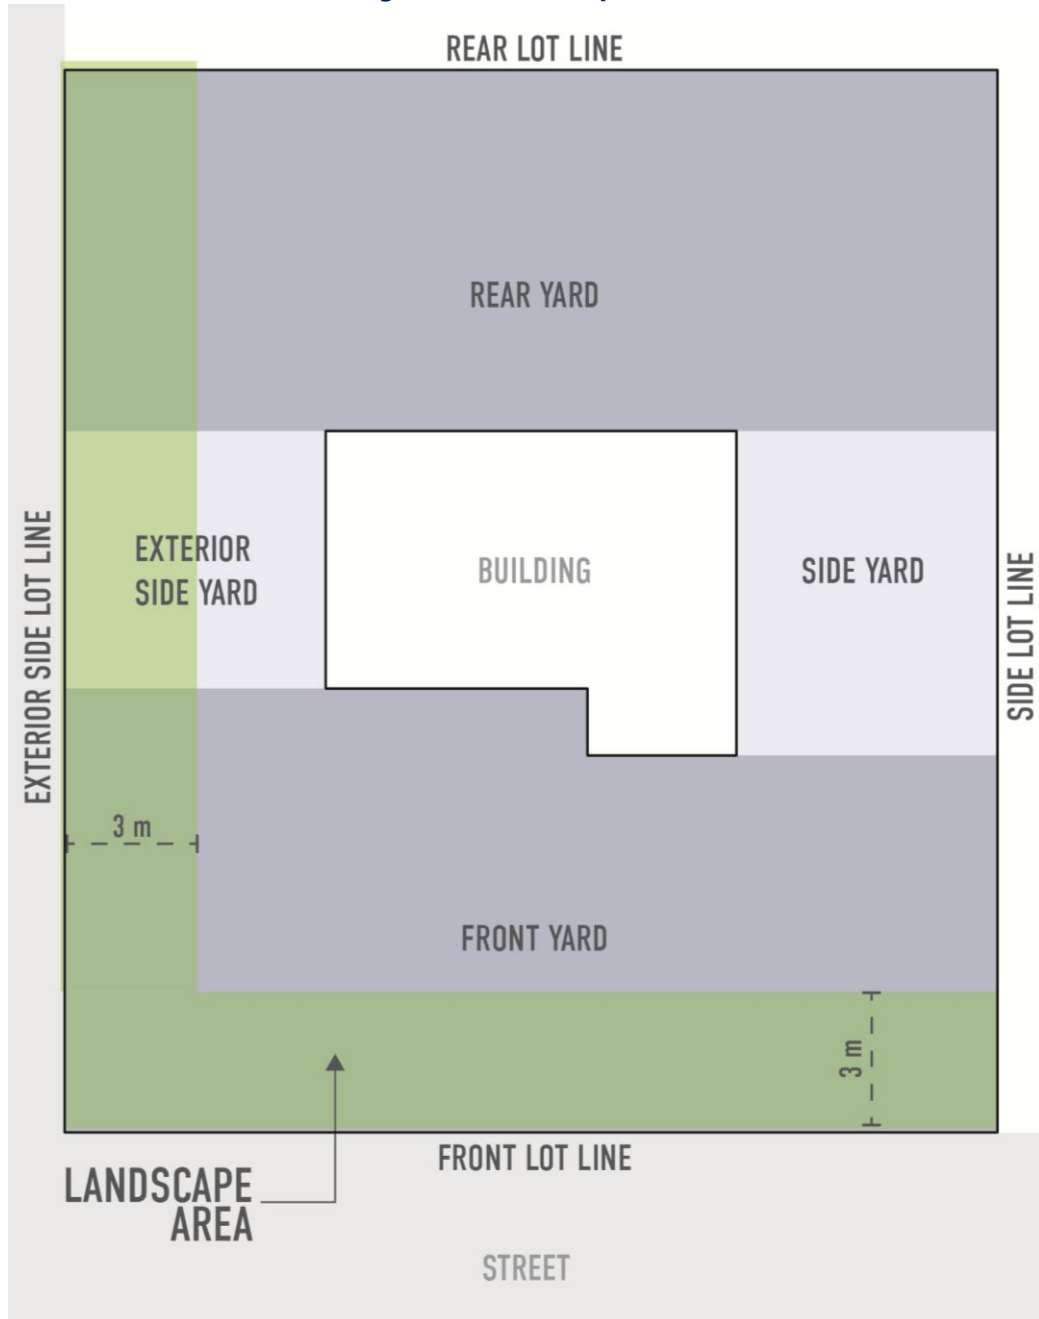 REAR LOT LINE
REAR YARD
EXTERIOR
SIDE YARD
BUILDING
SIDE YARD
EXTERIOR SIDE LOT LINE
SIDE LOT LINE
3 m
FRONT YARD
3 m
FRONT LOT LINE
LANDSCAPE
AREA
STREET